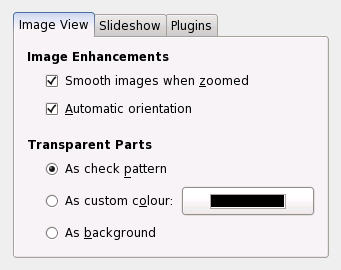 Image View Slideshow Plugins
Image Enhancements
Smooth images when zoomed
Automatic orientation
Transparent Parts
As check pattern
As custom colour:
As background